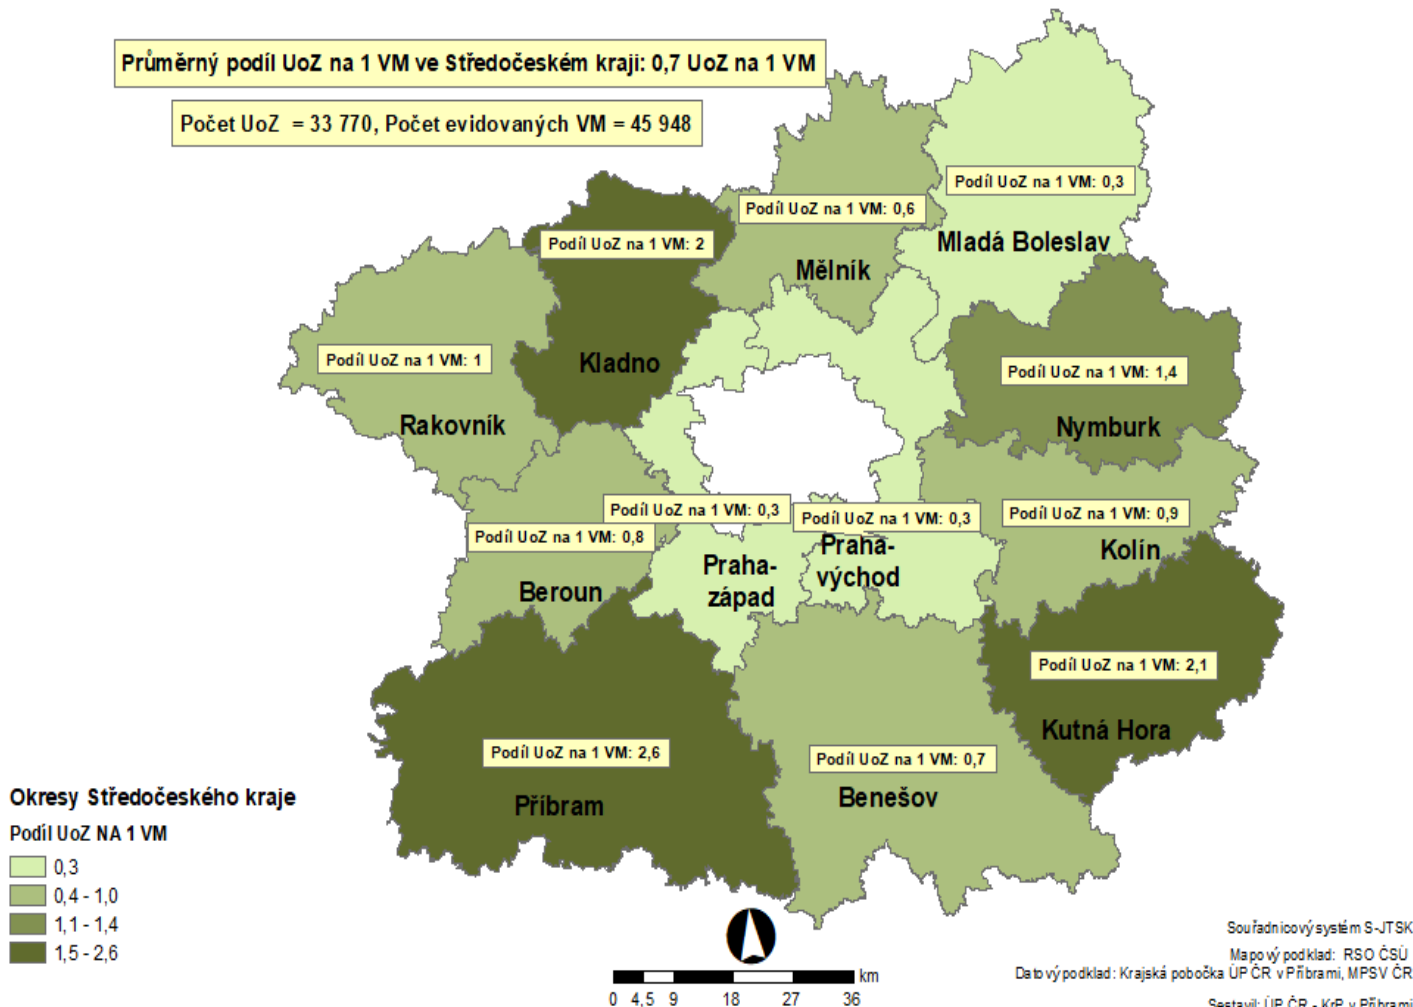 Průměrný podíl UoZ na 1 VM ve Středočeském kraji: 0,7 UoZ na 1 VM
Počet UoZ = 33 770, Počet evidovaných VM = 45 948
Podíl UoZ na 1 VM: 0,3
Mladá Boleslav
Podíl UoZ na 1 VM: 0,6
Mělník
Podíl UoZ na 1 VM: 2
Kladno
Podíl UoZ na 1 VM: 1
Rakovník
Podíl UoZ na 1 VM: 1,4
Nymburk
Podíl UoZ na 1 VM: 0,3
Praha-
západ
Podíl UoZ na 1 VM: 0,3
Praha-
východ
Podíl UoZ na 1 VM: 0,9
Kolín
Podíl UoZ na 1 VM: 0,8
Beroun
Podíl UoZ na 1 VM: 2,1
Kutná Hora
Podíl UoZ na 1 VM: 2,6
Příbram
Podíl UoZ na 1 VM: 0,7
Benešov
Okresy Středočeského kraje
Podíl UoZ NA 1 VM
0,3
0,4 - 1,0
1,1 - 1,4
1,5 - 2,6
km
0 4,5 9 18 27 36
Souřadnicový systém S-JTSK
Mapový podklad: RSO ČSÚ
Datový podklad: Krajská pobočka ÚP ČR v Příbrami, MPSV ČR
Sestavil: ÚP ČR - KrP v Příbrami